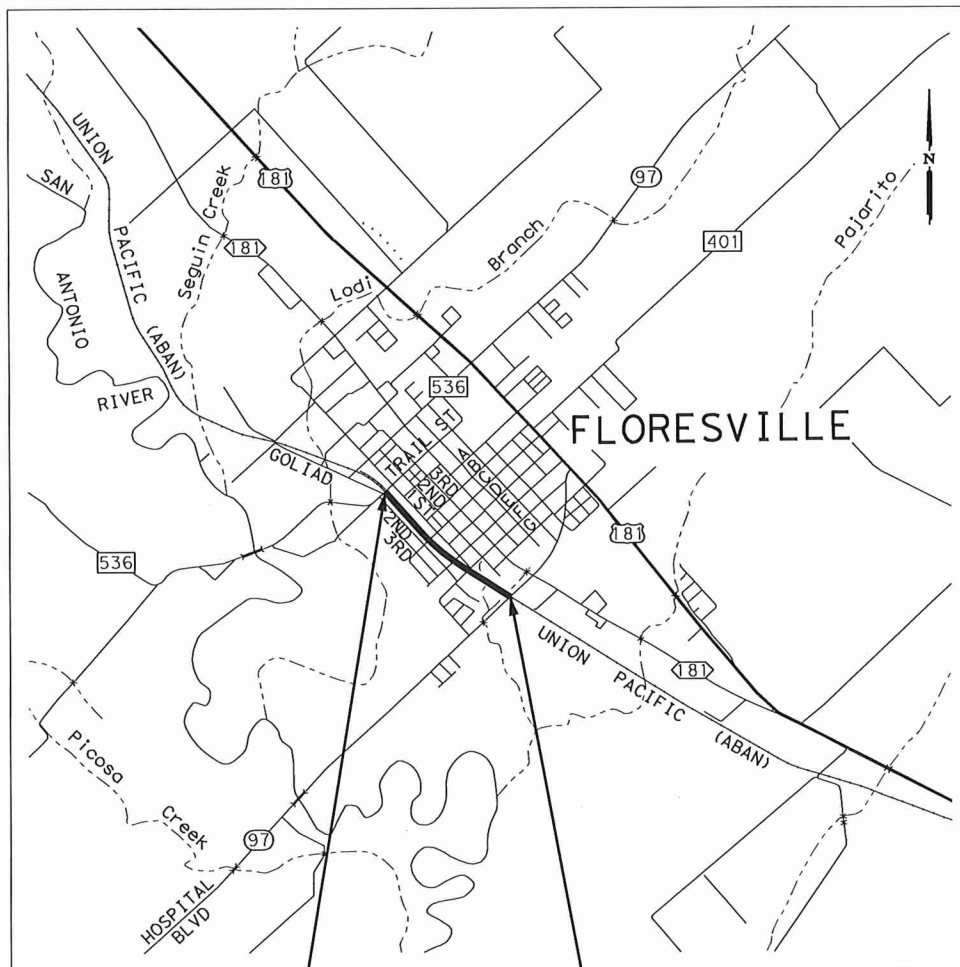 UNION
PACIFIC
(ABAN)
SAN
ANTONIO
RIVER
Seguin Creek
181
181
Lodi
Branch
97
401
Pajarito
N
536
FLORESVILLE
GOLIAD
TRAIL
ST
A B C D E F G
3RD
2ND
1ST
2ND
3RD
536
181
UNION
PACIFIC
(ABAN)
181
Picosa
Creek
97
HOSPITAL
BLVD